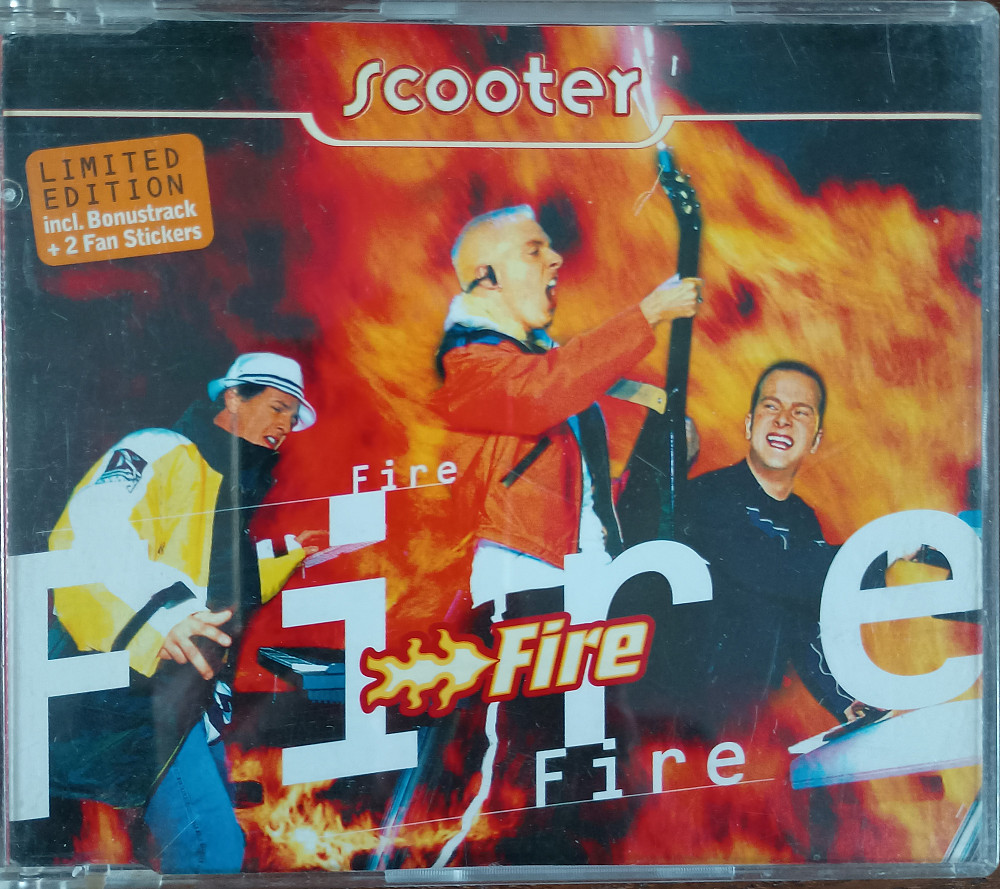 scooter
LIMITED
EDITION
incl. Bonustrack
+ 2 Fan Stickers
Fire
Fire
Fire
Fire